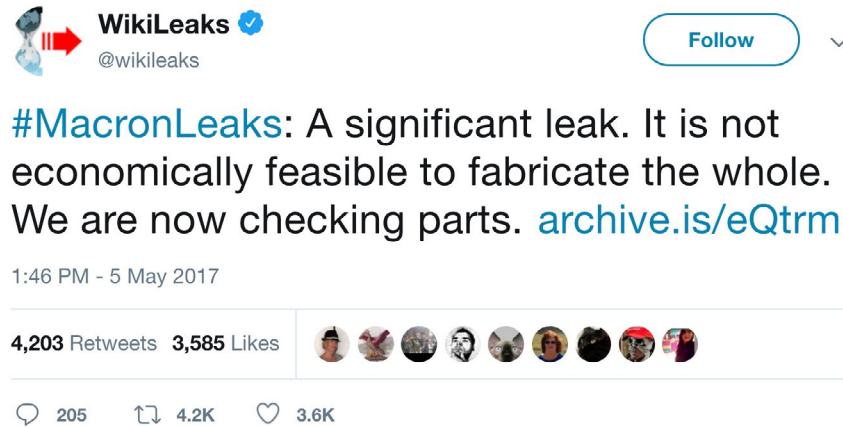 WikiLeaks
@wikileaks
Follow
#MacronLeaks: A significant leak. It is not
economically feasible to fabricate the whole.
We are now checking parts. archive.is/eQtrm
1:46 PM - 5 May 2017
4,203 Retweets 3,585 Likes
205 4.2K 3.6K